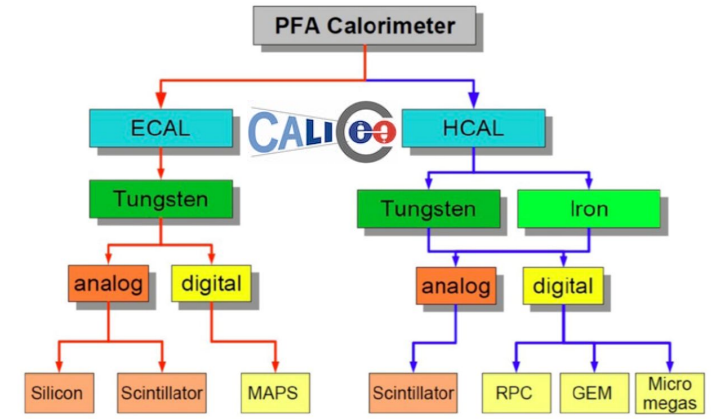 PFA Calorimeter
ECAL
CALICE
HCAL
Tungsten
Tungsten
Iron
analog
digital
analog
digital
Silicon
Scintillator
MAPS
Scintillator
RPC
GEM
Micro
megas